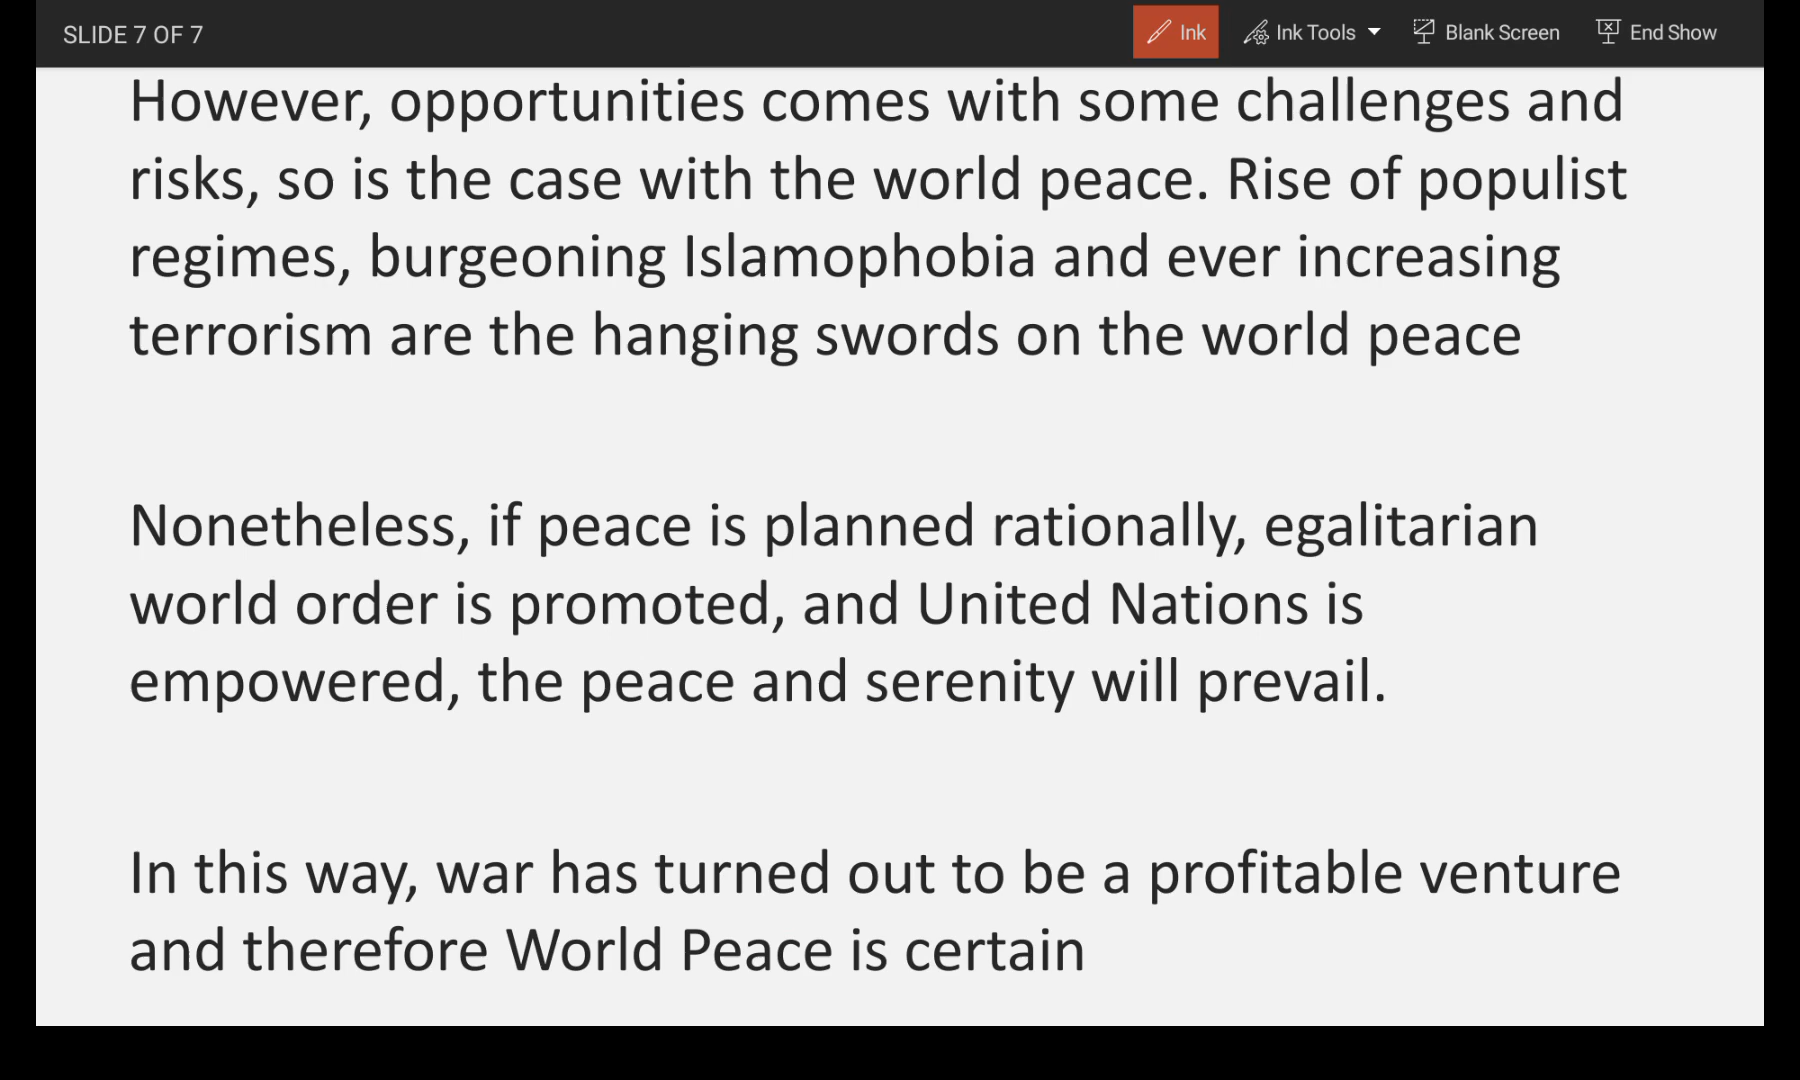 SLIDE 7 OF 7
Ink
Ink Tools
Blank Screen
End Show
However, opportunities comes with some challenges and
risks, so is the case with the world peace. Rise of populist
regimes, burgeoning Islamophobia and ever increasing
terrorism are the hanging swords on the world peace
Nonetheless, if peace is planned rationally, egalitarian
world order is promoted, and United Nations is
empowered, the peace and serenity will prevail.
In this way, war has turned out to be a profitable venture
and therefore World Peace is certain